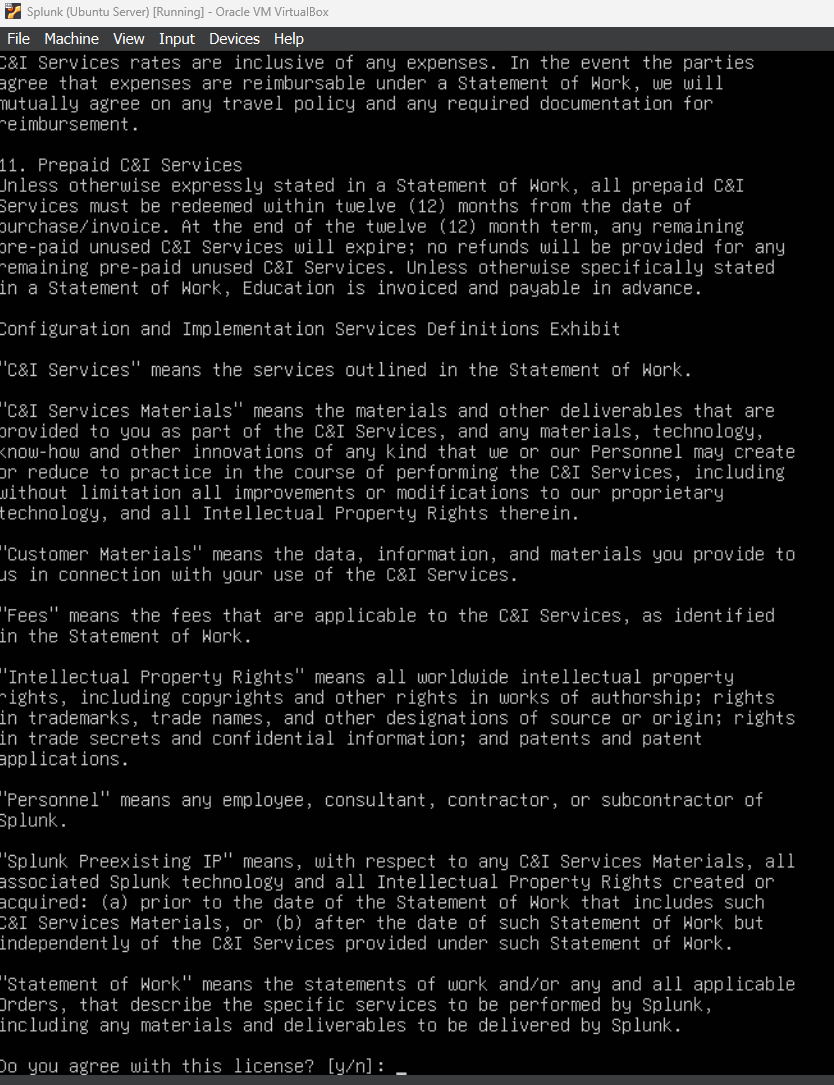 Splunk (Ubuntu Server) [Running] - Oracle VM VirtualBox
File Machine View Input Devices Help
C&I Services rates are inclusive of any expenses. In the event the parties
agree that expenses are reimbursable under a Statement of Work, we will
mutually agree on any travel policy and any required documentation for
reimbursement.
11. Prepaid C&I Services
Unless otherwise expressly stated in a Statement of Work, all prepaid C&I
Services must be redeemed within twelve (12) months from the date of
purchase/invoice. At the end of the twelve (12) month term, any remaining
pre-paid unused C&I Services will expire; no refunds will be provided for any
remaining pre-paid unused C&I Services. Unless otherwise specifically stated
in a Statement of Work, Education is invoiced and payable in advance.
Configuration and Implementation Services Definitions Exhibit
"C&I Services" means the services outlined in the Statement of Work.
"C&I Services Materials" means the materials and other deliverables that are
provided to you as part of the C&I Services, and any materials, technology,
know-how and other innovations of any kind that we or our Personnel may create
or reduce to practice in the course of performing the C&I Services, including
without limitation all improvements or modifications to our proprietary
technology, and all Intellectual Property Rights therein.
"Customer Materials" means the data, information, and materials you provide to
us in connection with your use of the C&I Services.
"Fees" means the fees that are applicable to the C&I Services, as identified
in the Statement of Work.
"Intellectual Property Rights" means all worldwide intellectual property
rights, including copyrights and other rights in works of authorship; rights
in trademarks, trade names, and other designations of source or origin; rights
in trade secrets and confidential information; and patents and patent
applications.
"Personnel" means any employee, consultant, contractor, or subcontractor of
Splunk.
"Splunk Preexisting IP" means, with respect to any C&I Services Materials, all
associated Splunk technology and all Intellectual Property Rights created or
acquired: (a) prior to the date of the Statement of Work that includes such
C&I Services Materials, or (b) after the date of such Statement of Work but
independently of the C&I Services provided under such Statement of Work.
"Statement of Work" means the statements of work and/or any and all applicable
Orders, that describe the specific services to be performed by Splunk,
including any materials and deliverables to be delivered by Splunk.
Do you agree with this license? [y/n]: _